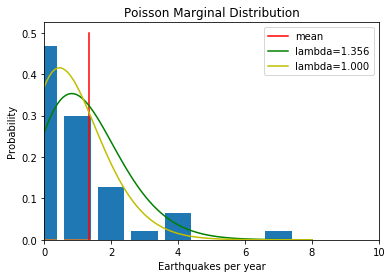 Poisson Marginal Distribution
mean
lambda=1.356
lambda=1.000
0.5
0.4
0.3
0.2
0.1
0.0
Probability
0
2
4
6
8
10
Earthquakes per year